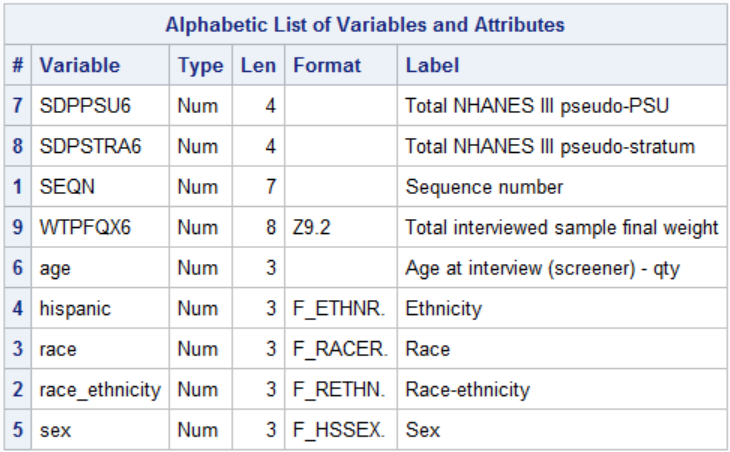 Alphabetic List of Variables and Attributes
# Variable Type Len Format Label
7 SDPPSU6 Num 4 Total NHANES III pseudo-PSU
8 SDPSTRA6 Num 4 Total NHANES III pseudo-stratum
1 SEQN Num 7 Sequence number
9 WTPFQX6 Num 8 Z9.2 Total interviewed sample final weight
6 age Num 3 Age at interview (screener) - qty
4 hispanic Num 3 F_ETHNR. Ethnicity
3 race Num 3 F_RACER. Race
2 race_ethnicity Num 3 F_RETHN. Race-ethnicity
5 sex Num 3 F_HSSEX. Sex